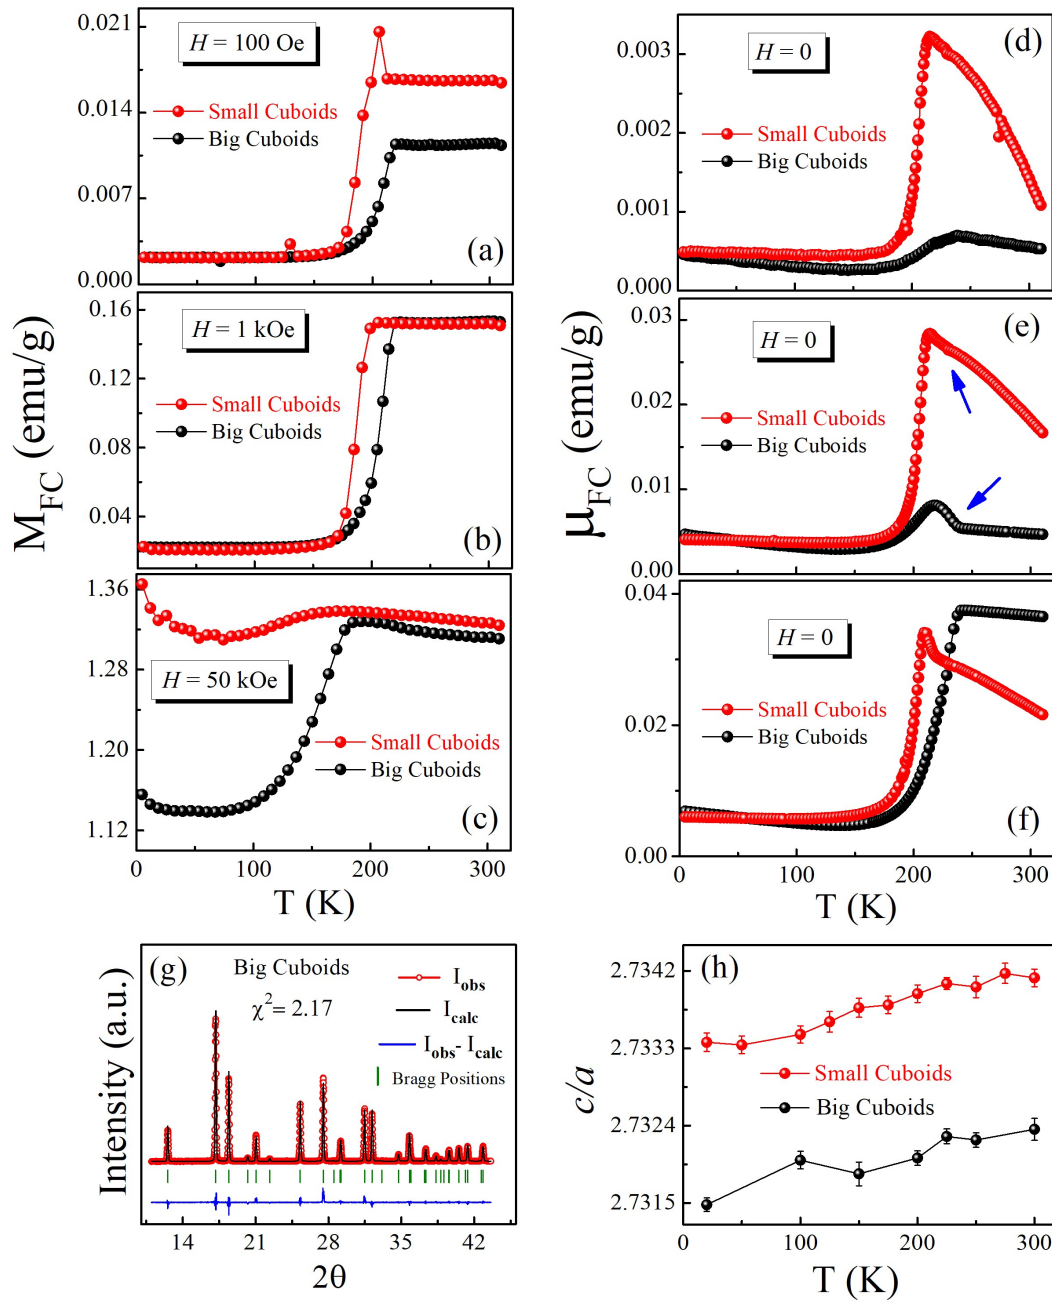 0.021
0.014
0.007
0.000
H = 100 Oe
Small Cuboids
Big Cuboids
(a)
0.16
0.12
0.08
0.04
H = 1 kOe
Small Cuboids
Big Cuboids
(b)
M_FC (emu/g)
1.36
1.28
1.20
1.12
H = 50 kOe
Small Cuboids
Big Cuboids
(c)
0 100 200 300
T (K)
0.003
0.002
0.001
0.000
H = 0
(d)
Small Cuboids
Big Cuboids
0.03
0.02
0.01
0.00
H = 0
(e)
Small Cuboids
Big Cuboids
μ_FC (emu/g)
0.04
0.02
0.00
H = 0
Small Cuboids
Big Cuboids
(f)
0 100 200 300
T (K)
(g)
Big Cuboids
χ²= 2.17
I_obs
I_calc
I_obs- I_calc
Bragg Positions
Intensity (a.u.)
14 21 28 35 42
2θ
(h)
2.7342
2.7333
2.7324
2.7315
c/a
Small Cuboids
Big Cuboids
0 100 200 300
T (K)